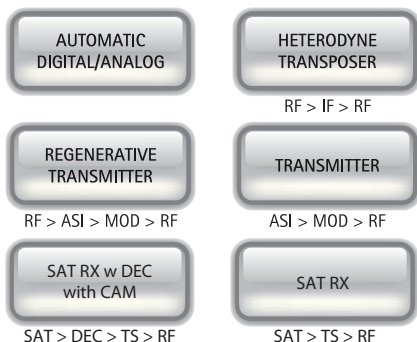 AUTOMATIC
DIGITAL/ANALOG
HETERODYNE
TRANSPOSER
RF > IF > RF
REGENERATIVE
TRANSMITTER
RF > ASI > MOD > RF
TRANSMITTER
ASI > MOD > RF
SAT RX w DEC
with CAM
SAT > DEC > TS > RF
SAT RX
SAT > TS > RF